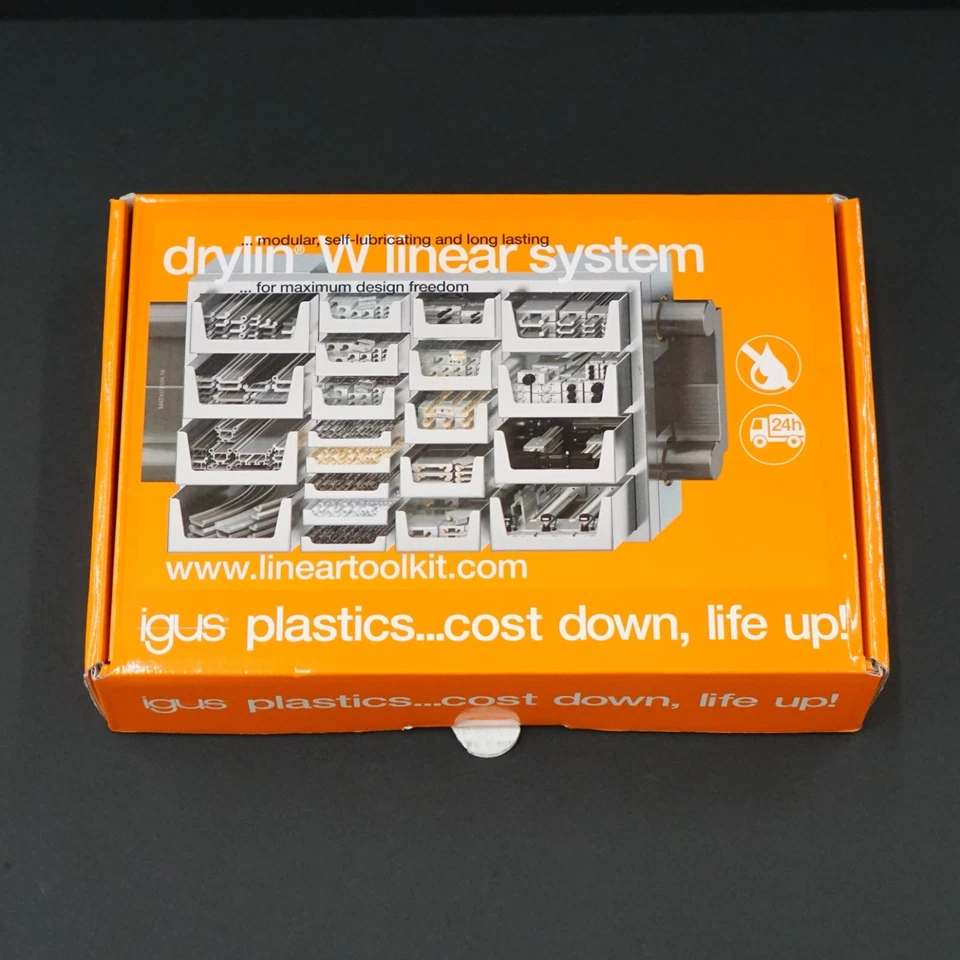 ... modular, self-lubricating and long lasting
drylin® W linear system
... for maximum design freedom
24h
www.lineartoolkit.com
igus plastics...cost down, life up!
igus plastics...cost down, life up!